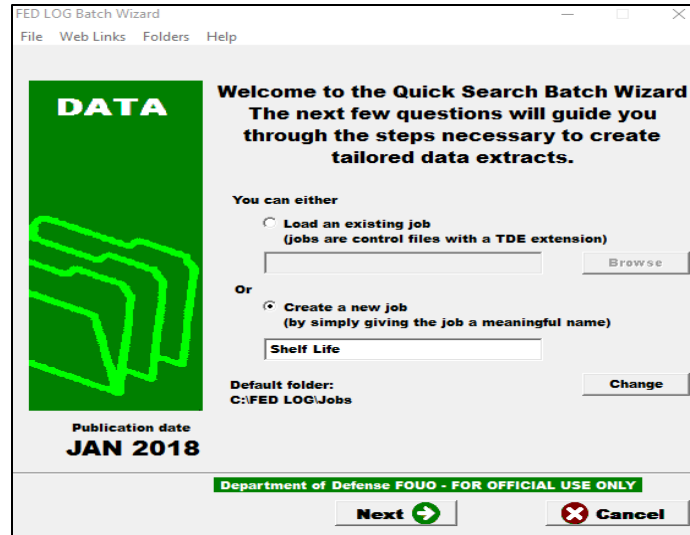 FED LOG Batch Wizard
File Web Links Folders Help
DATA
Welcome to the Quick Search Batch Wizard
The next few questions will guide you
through the steps necessary to create
tailored data extracts.
You can either
Load an existing job
(jobs are control files with a TDE extension)
Browse
Or
Create a new job
(by simply giving the job a meaningful name)
Shelf Life
Default folder:
C:\FED LOG\Jobs
Change
Publication date
JAN 2018
Department of Defense FOUO - FOR OFFICIAL USE ONLY
Next
Cancel